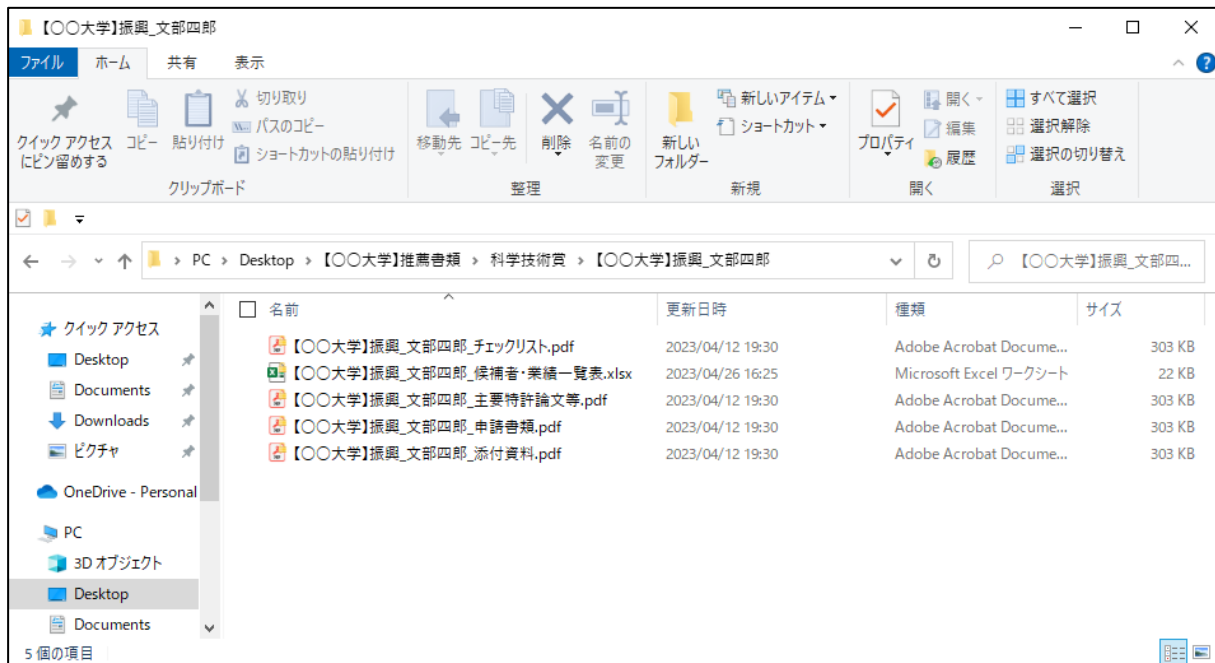 【〇〇大学】振興_文部四郎
ファイル ホーム 共有 表示
クイック アクセス
にピン留めする
コピー
貼り付け
切り取り
パスのコピー
ショートカットの貼り付け
クリップボード
移動先
コピー先
削除
名前の
変更
整理
新しい
フォルダー
新しいアイテム
ショートカット
新規
プロパティ
開く
編集
履歴
開く
すべて選択
選択解除
選択の切り替え
選択
PC › Desktop › 【〇〇大学】推薦書類 › 科学技術賞 › 【〇〇大学】振興_文部四郎
【〇〇大学】振興_文部四...
クイック アクセス
Desktop
Documents
Downloads
ピクチャ
OneDrive - Personal
PC
3D オブジェクト
Desktop
Documents
名前 更新日時 種類 サイズ
【〇〇大学】振興_文部四郎_チェックリスト.pdf 2023/04/12 19:30 Adobe Acrobat Docume... 303 KB
【〇〇大学】振興_文部四郎_候補者・業績一覧表.xlsx 2023/04/26 16:25 Microsoft Excel ワークシート 22 KB
【〇〇大学】振興_文部四郎_主要特許論文等.pdf 2023/04/12 19:30 Adobe Acrobat Docume... 303 KB
【〇〇大学】振興_文部四郎_申請書類.pdf 2023/04/12 19:30 Adobe Acrobat Docume... 303 KB
【〇〇大学】振興_文部四郎_添付資料.pdf 2023/04/12 19:30 Adobe Acrobat Docume... 303 KB
5 個の項目